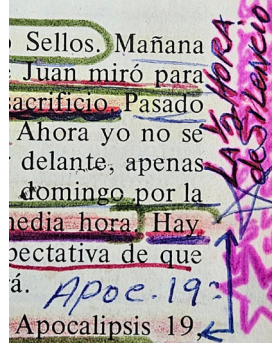 Sellos. Mañana
Juan miró para
sacrificio. Pasado
Ahora yo no sé
delante, apenas
domingo por la
media hora. Hay,
pectativa de que
á.
Apoc. 19:
Apocalipsis 19,
LA ½ HORA
de SILENCIO